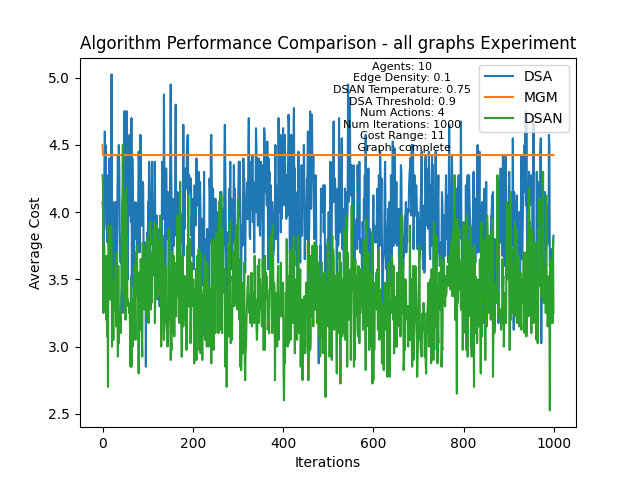 Algorithm Performance Comparison - all graphs Experiment
Agents: 10
Edge Density: 0.1
DSAN Temperature: 0.75
DSA Threshold: 0.9
Num Actions: 4
Num Iterations: 1000
Cost Range: 11
Graph: complete
DSA
MGM
DSAN
Average Cost
5.0
4.5
4.0
3.5
3.0
2.5
0
200
400
600
800
1000
Iterations